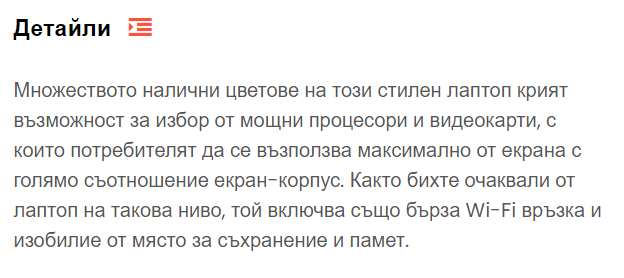 Детайли
Множеството налични цветове на този стилен лаптоп крият
възможност за избор от мощни процесори и видеокарти, с
които потребителят да се възползва максимално от екрана с
голямо съотношение екран-корпус. Както бихте очаквали от
лаптоп на такова ниво, той включва също бърза Wi-Fi връзка и
изобилие от място за съхранение и памет.